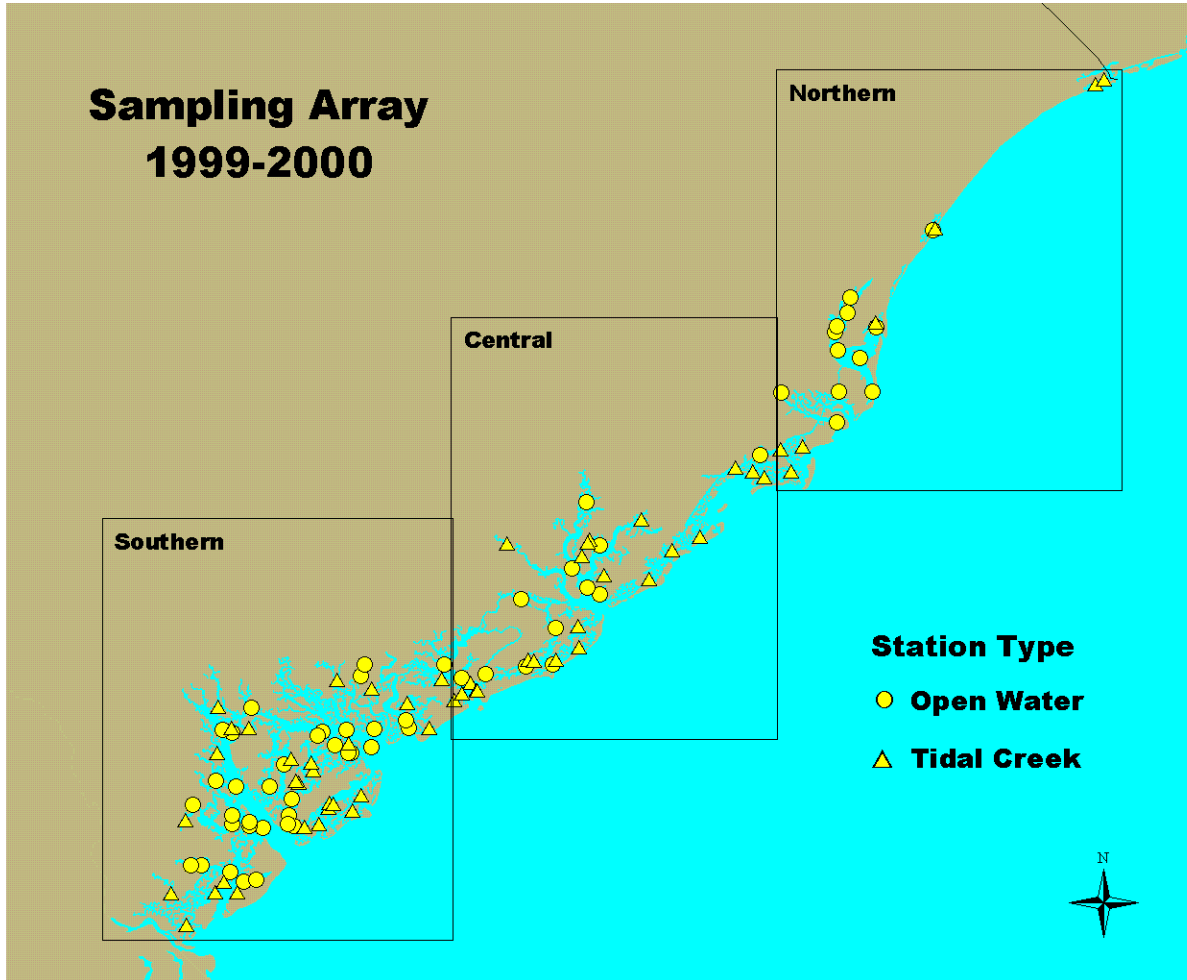 Sampling Array
1999-2000
Northern
Central
Southern
Station Type
Open Water
Tidal Creek
N